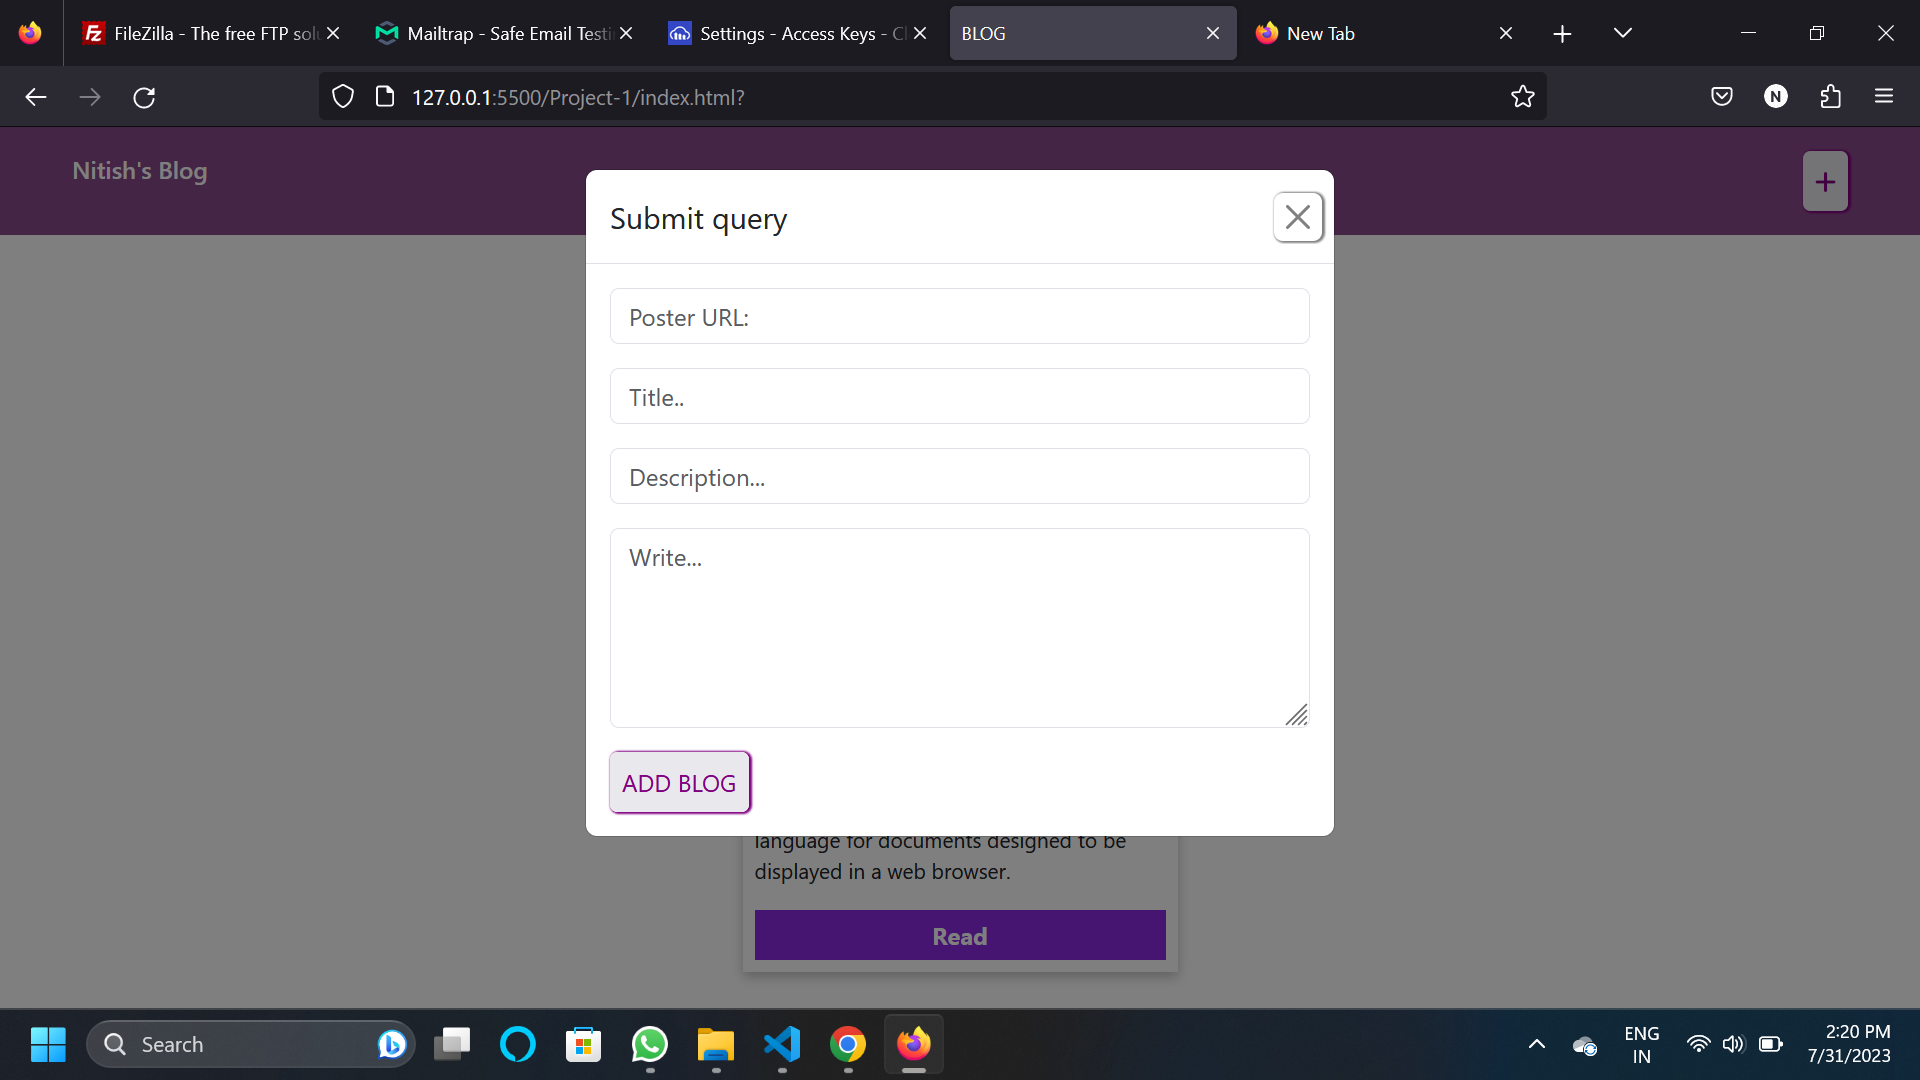 FileZilla - The free FTP solu
Mailtrap - Safe Email Testi
Settings - Access Keys - Cl
BLOG
New Tab
127.0.0.1:5500/Project-1/index.html?
N
Nitish's Blog
+
Submit query
Poster URL:
Title..
Description...
Write...
ADD BLOG
language for documents designed to be
displayed in a web browser.
Read
Search
ENG
IN
2:20 PM
7/31/2023